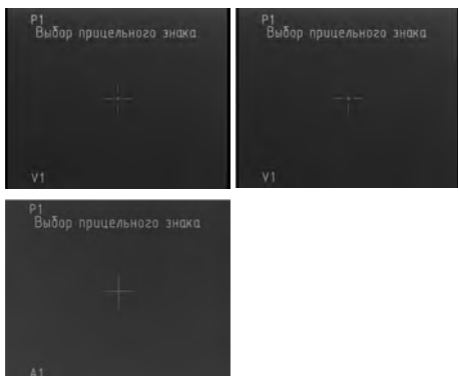 P1
Выбор прицельного знака
V1
P1
Выбор прицельного знака
V1
P1
Выбор прицельного знака
A1